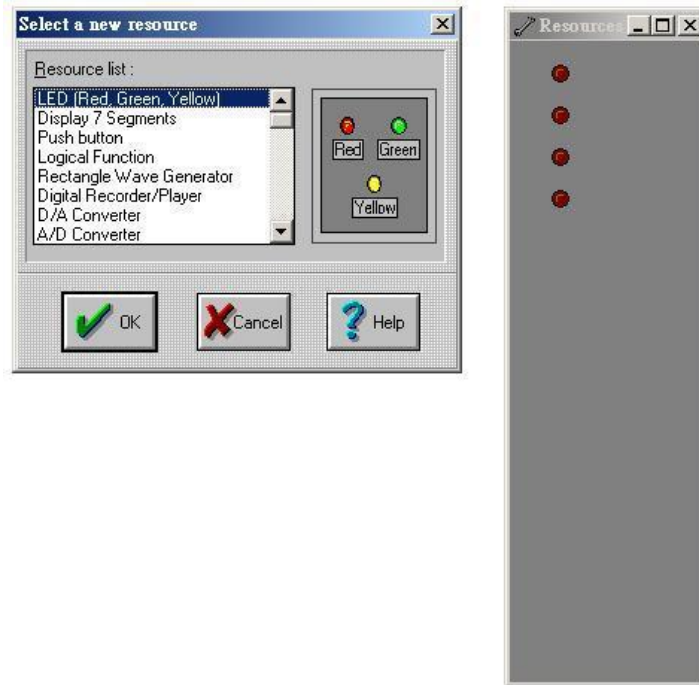 Select a new resource
Resource list :
LED (Red, Green, Yellow)
Display 7 Segments
Push button
Logical Function
Rectangle Wave Generator
Digital Recorder/Player
D/A Converter
A/D Converter
Red Green
Yellow
OK Cancel Help
Resources